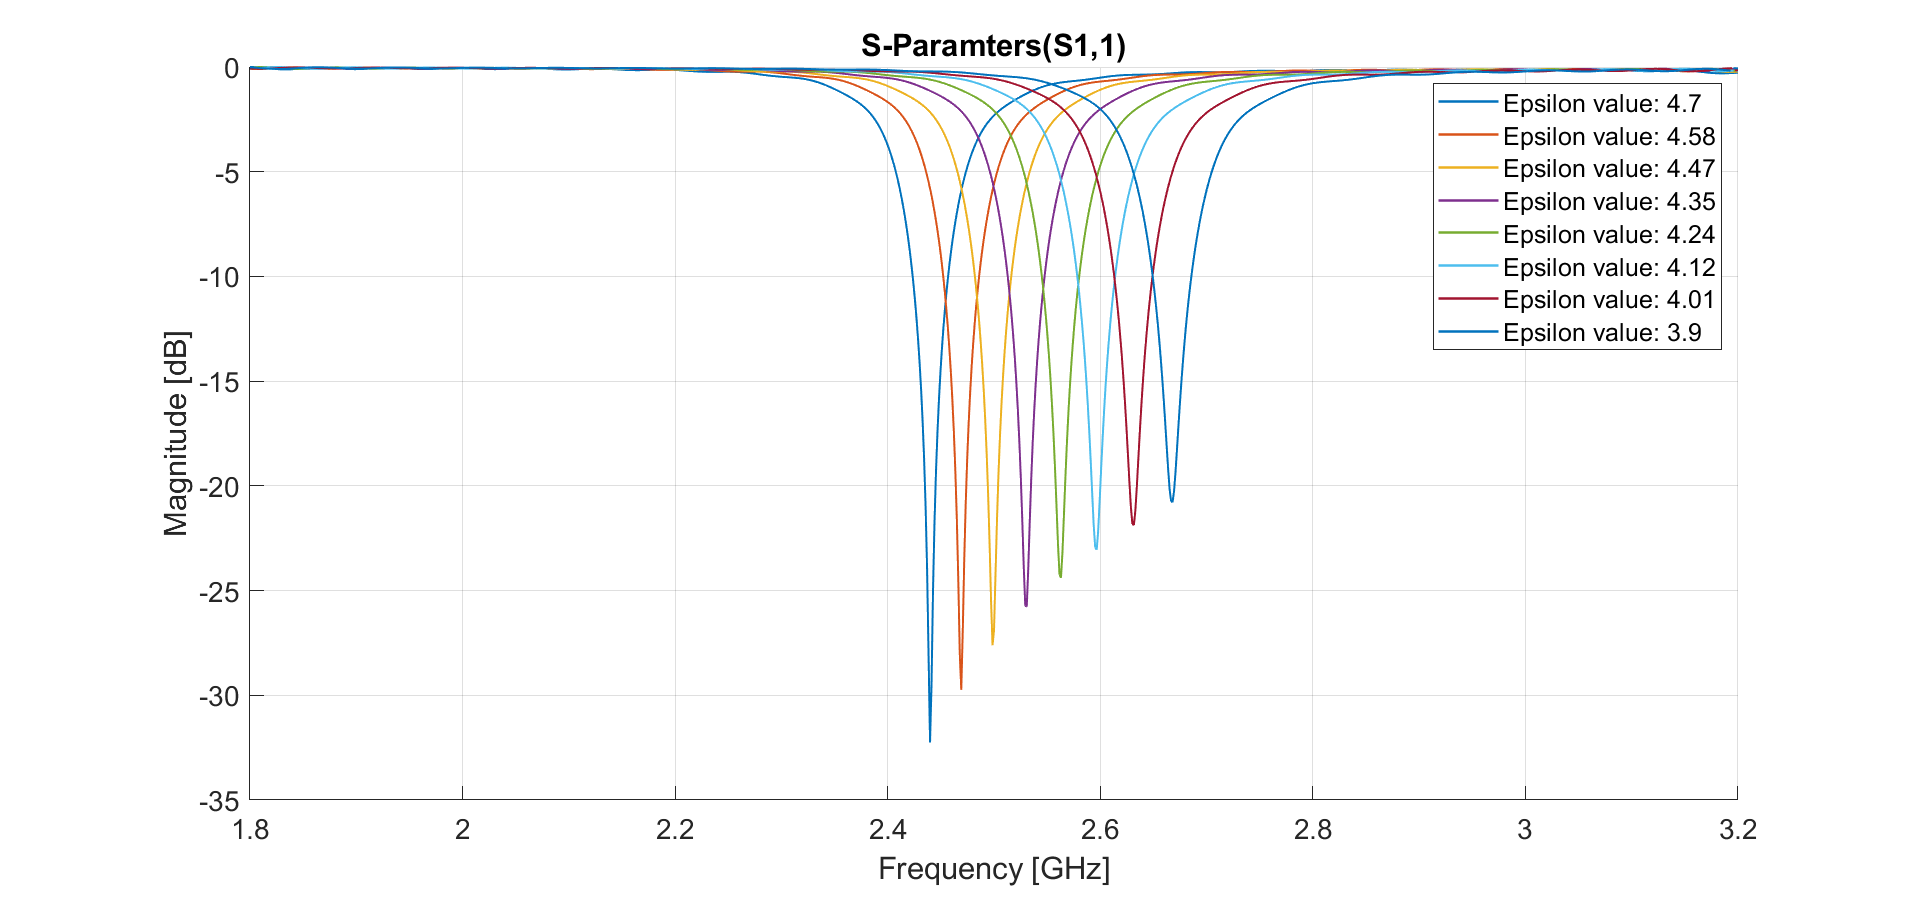 S-Paramters(S1,1)
0
-5
-10
-15
-20
-25
-30
-35
Magnitude [dB]
Epsilon value: 4.7
Epsilon value: 4.58
Epsilon value: 4.47
Epsilon value: 4.35
Epsilon value: 4.24
Epsilon value: 4.12
Epsilon value: 4.01
Epsilon value: 3.9
1.8 2 2.2 2.4 2.6 2.8 3 3.2
Frequency [GHz]